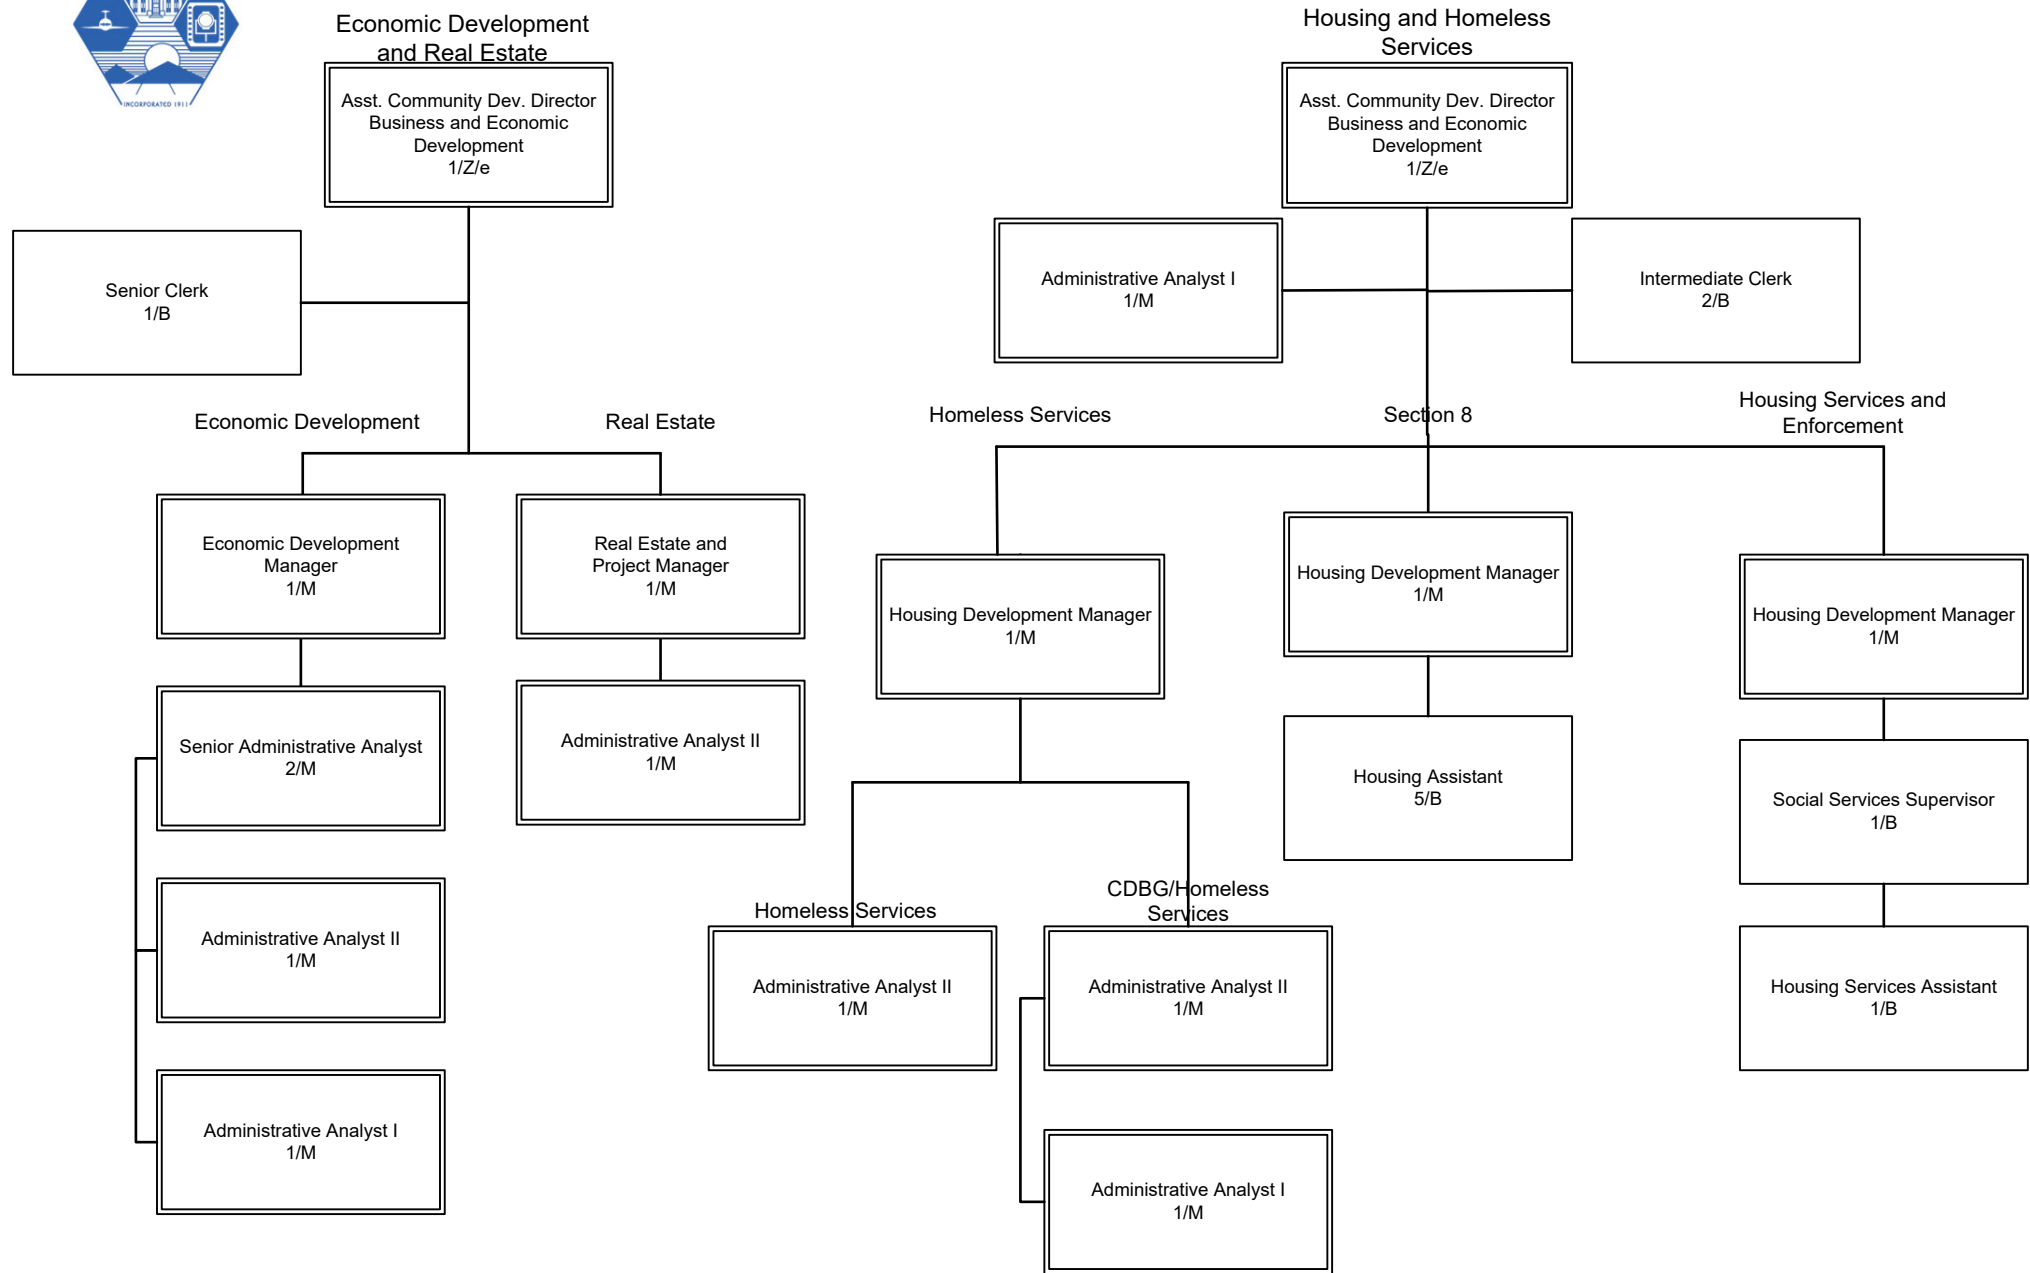 INCORPORATED 1911
Economic Development
and Real Estate
Asst. Community Dev. Director
Business and Economic
Development
1/Z/e
Senior Clerk
1/B
Economic Development
Real Estate
Economic Development
Manager
1/M
Real Estate and
Project Manager
1/M
Senior Administrative Analyst
2/M
Administrative Analyst II
1/M
Administrative Analyst II
1/M
Administrative Analyst I
1/M
Housing and Homeless
Services
Asst. Community Dev. Director
Business and Economic
Development
1/Z/e
Administrative Analyst I
1/M
Intermediate Clerk
2/B
Homeless Services
Section 8
Housing Services and
Enforcement
Housing Development Manager
1/M
Housing Development Manager
1/M
Housing Development Manager
1/M
Housing Assistant
5/B
Social Services Supervisor
1/B
Homeless Services
CDBG/Homeless
Services
Administrative Analyst II
1/M
Administrative Analyst II
1/M
Housing Services Assistant
1/B
Administrative Analyst I
1/M